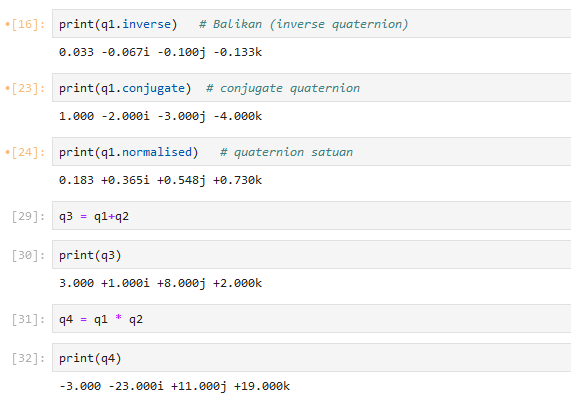 [16]: print(q1.inverse)   # Balikan (inverse quaternion)
0.033 -0.067i -0.100j -0.133k
[23]: print(q1.conjugate)  # conjugate quaternion
1.000 -2.000i -3.000j -4.000k
[24]: print(q1.normalised)   # quaternion satuan
0.183 +0.365i +0.548j +0.730k
[29]: q3 = q1+q2
[30]: print(q3)
3.000 +1.000i +8.000j +2.000k
[31]: q4 = q1 * q2
[32]: print(q4)
-3.000 -23.000i +11.000j +19.000k